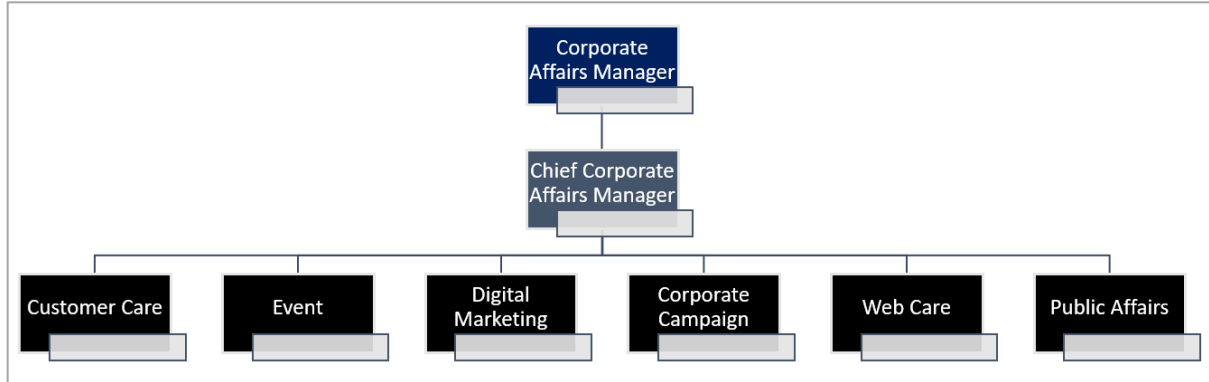 Corporate
Affairs Manager
Chief Corporate
Affairs Manager
Customer Care
Event
Digital
Marketing
Corporate
Campaign
Web Care
Public Affairs